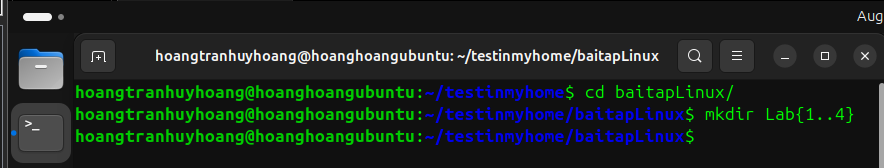 Aug
hoangtranhuyhoang@hoanghoangubuntu: ~/testinmyhome/baitapLinux
hoangtranhuyhoang@hoanghoangubuntu:~/testinmyhome$ cd baitapLinux/
hoangtranhuyhoang@hoanghoangubuntu:~/testinmyhome/baitapLinux$ mkdir Lab{1..4}
hoangtranhuyhoang@hoanghoangubuntu:~/testinmyhome/baitapLinux$